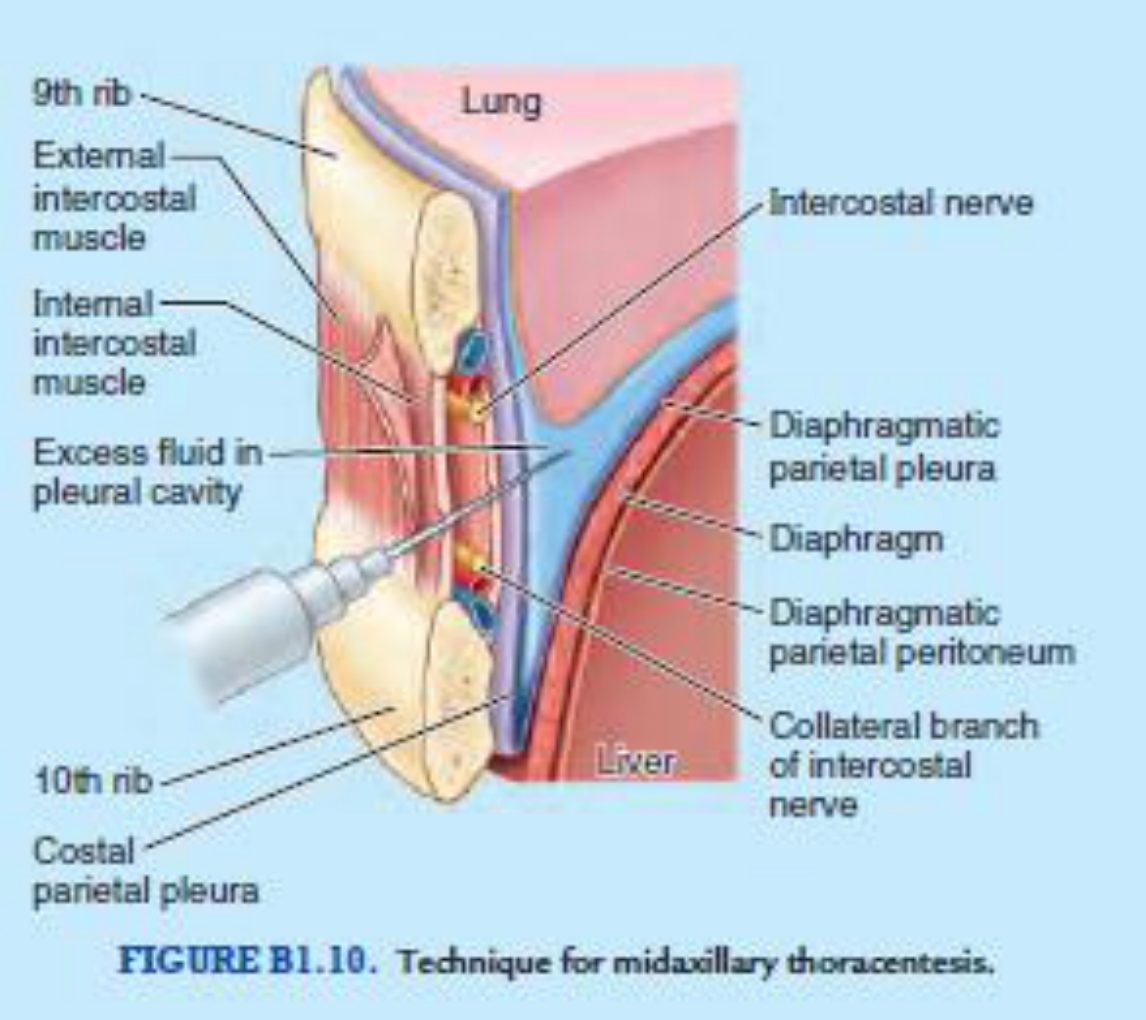 9th rib
External
intercostal
muscle
Internal
intercostal
muscle
Excess fluid in
pleural cavity
10th rib
Costal
parietal pleura
Lung
Intercostal nerve
Diaphragmatic
parietal pleura
Diaphragm
Diaphragmatic
parietal peritoneum
Collateral branch
of intercostal
nerve
Liver
FIGURE B1.10. Technique for midaxillary thoracentesis.